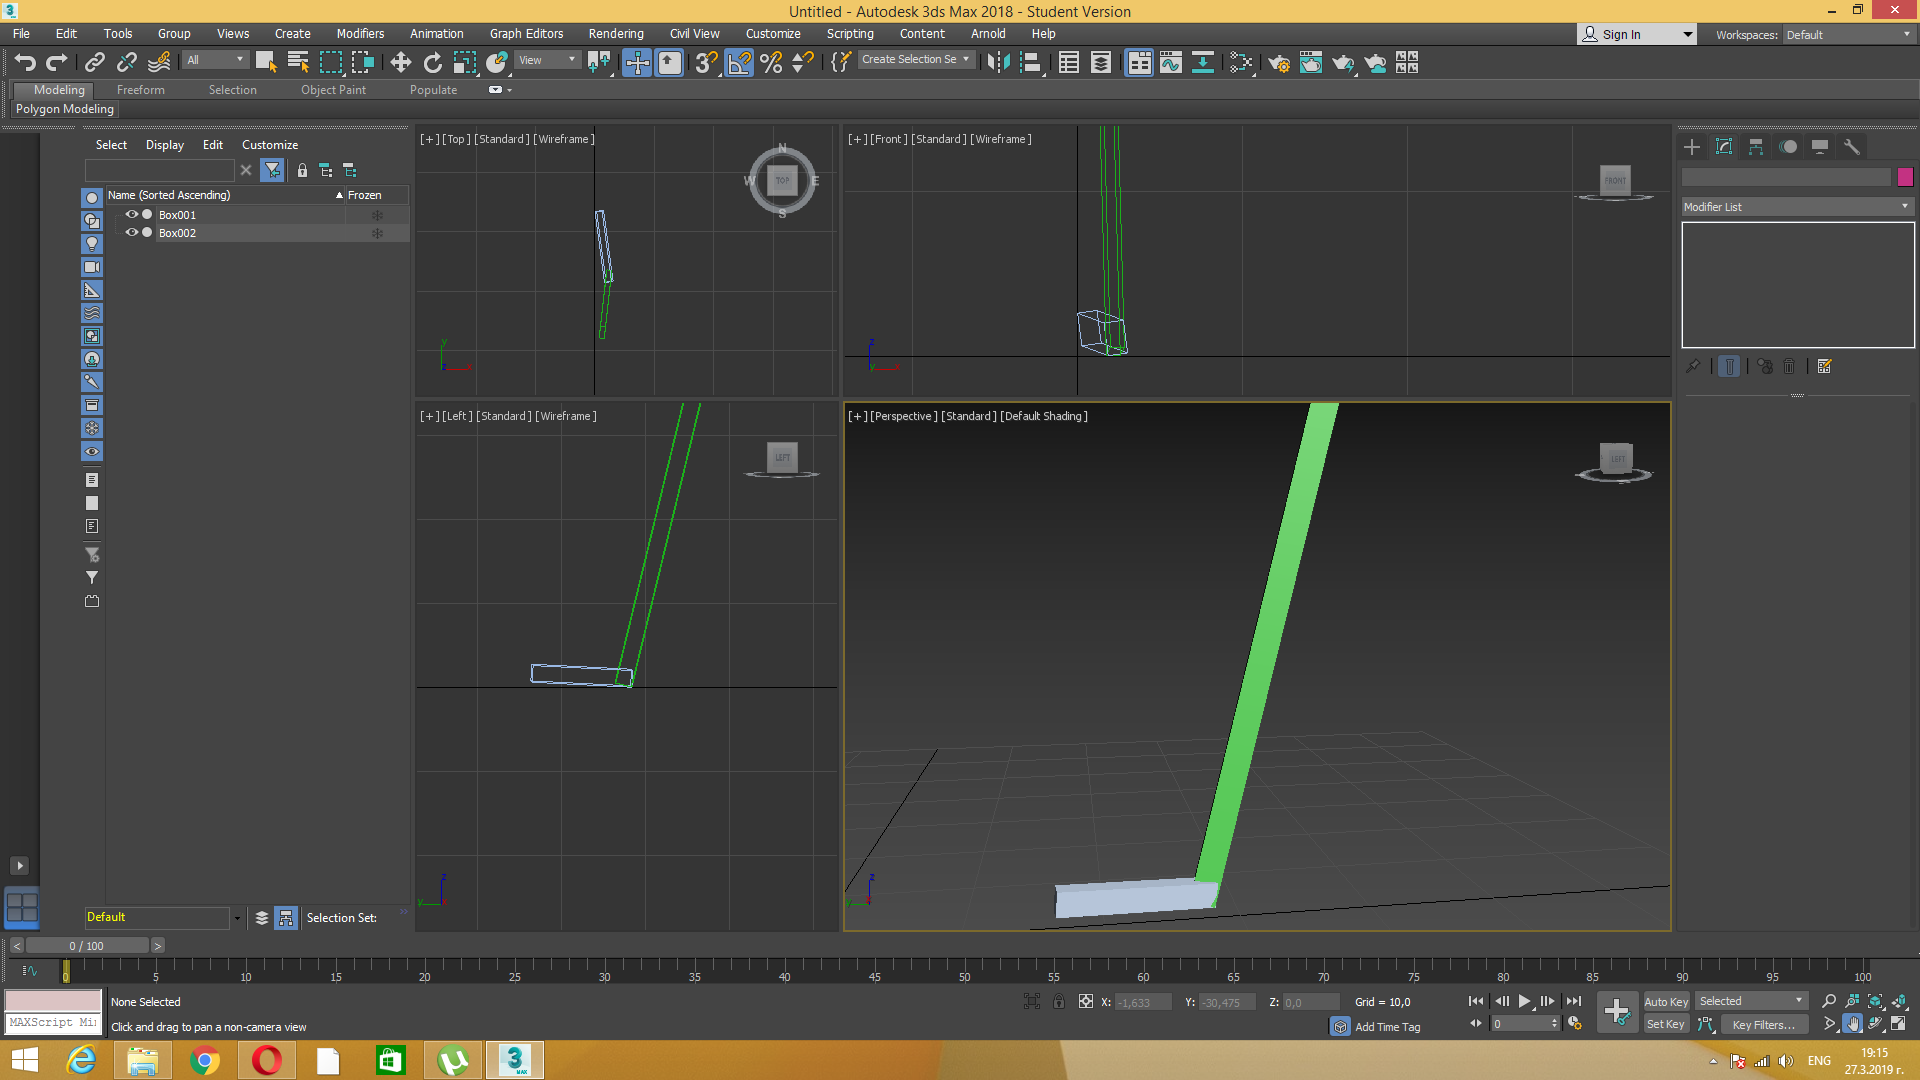 Untitled - Autodesk 3ds Max 2018 - Student Version
File Edit Tools Group Views Create Modifiers Animation Graph Editors Rendering Civil View Customize Scripting Content Arnold Help
Sign In
Workspaces: Default
All
View
Create Selection Se
Modeling Freeform Selection Object Paint Populate
Polygon Modeling
Select Display Edit Customize
Name (Sorted Ascending) Frozen
Box001
Box002
[+] [Top] [Standard] [Wireframe]
N
W TOP E
S
[+] [Front] [Standard] [Wireframe]
FRONT
Modifier List
y
z x
z
y x
[+] [Left] [Standard] [Wireframe]
LEFT
[+] [Perspective] [Standard] [Default Shading]
LEFT
z
y
z
y
Default
Selection Set:
< 0 / 100 >
0 5 10 15 20 25 30 35 40 45 50 55 60 65 70 75 80 85 90 95 100
None Selected
X: -1,633 Y: -30,475 Z: 0,0 Grid = 10,0
Auto Key Selected
MAXScript Mi
Click and drag to pan a non-camera view
Add Time Tag
0
Set Key Key Filters...
3 MAX
ENG
19:15
27.3.2019 г.